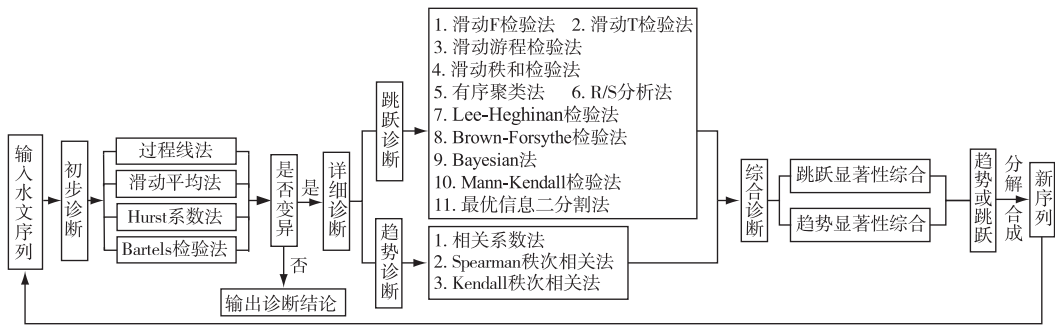 输入水文序列
初步诊断
过程线法
滑动平均法
Hurst系数法
Bartels检验法
是否变异
是
否
输出诊断结论
详细诊断
跳跃诊断
1. 滑动F检验法 2. 滑动T检验法
3. 滑动游程检验法
4. 滑动秩和检验法
5. 有序聚类法 6. R/S分析法
7. Lee-Heghinan检验法
8. Brown-Forsythe检验法
9. Bayesian法
10. Mann-Kendall检验法
11. 最优信息二分割法
趋势诊断
1. 相关系数法
2. Spearman秩次相关法
3. Kendall秩次相关法
综合诊断
跳跃显著性综合
趋势显著性综合
趋势或跳跃
分解合成
新序列